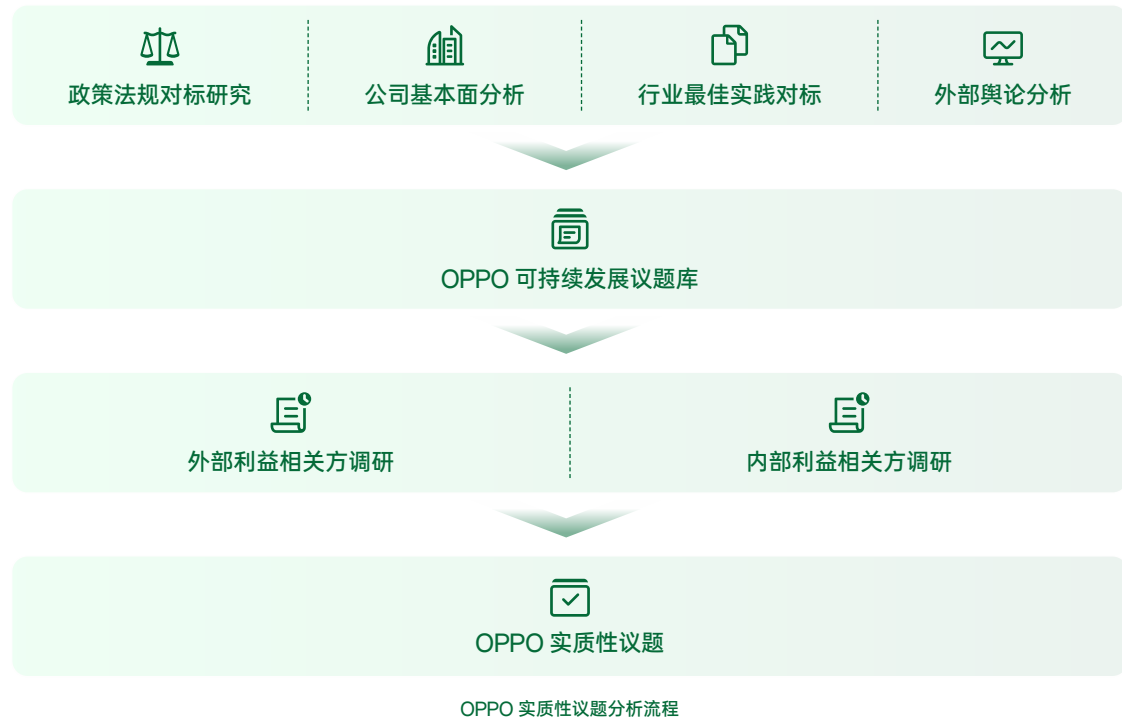 政策法规对标研究
公司基本面分析
行业最佳实践对标
外部舆论分析
OPPO 可持续发展议题库
外部利益相关方调研
内部利益相关方调研
OPPO 实质性议题
OPPO 实质性议题分析流程